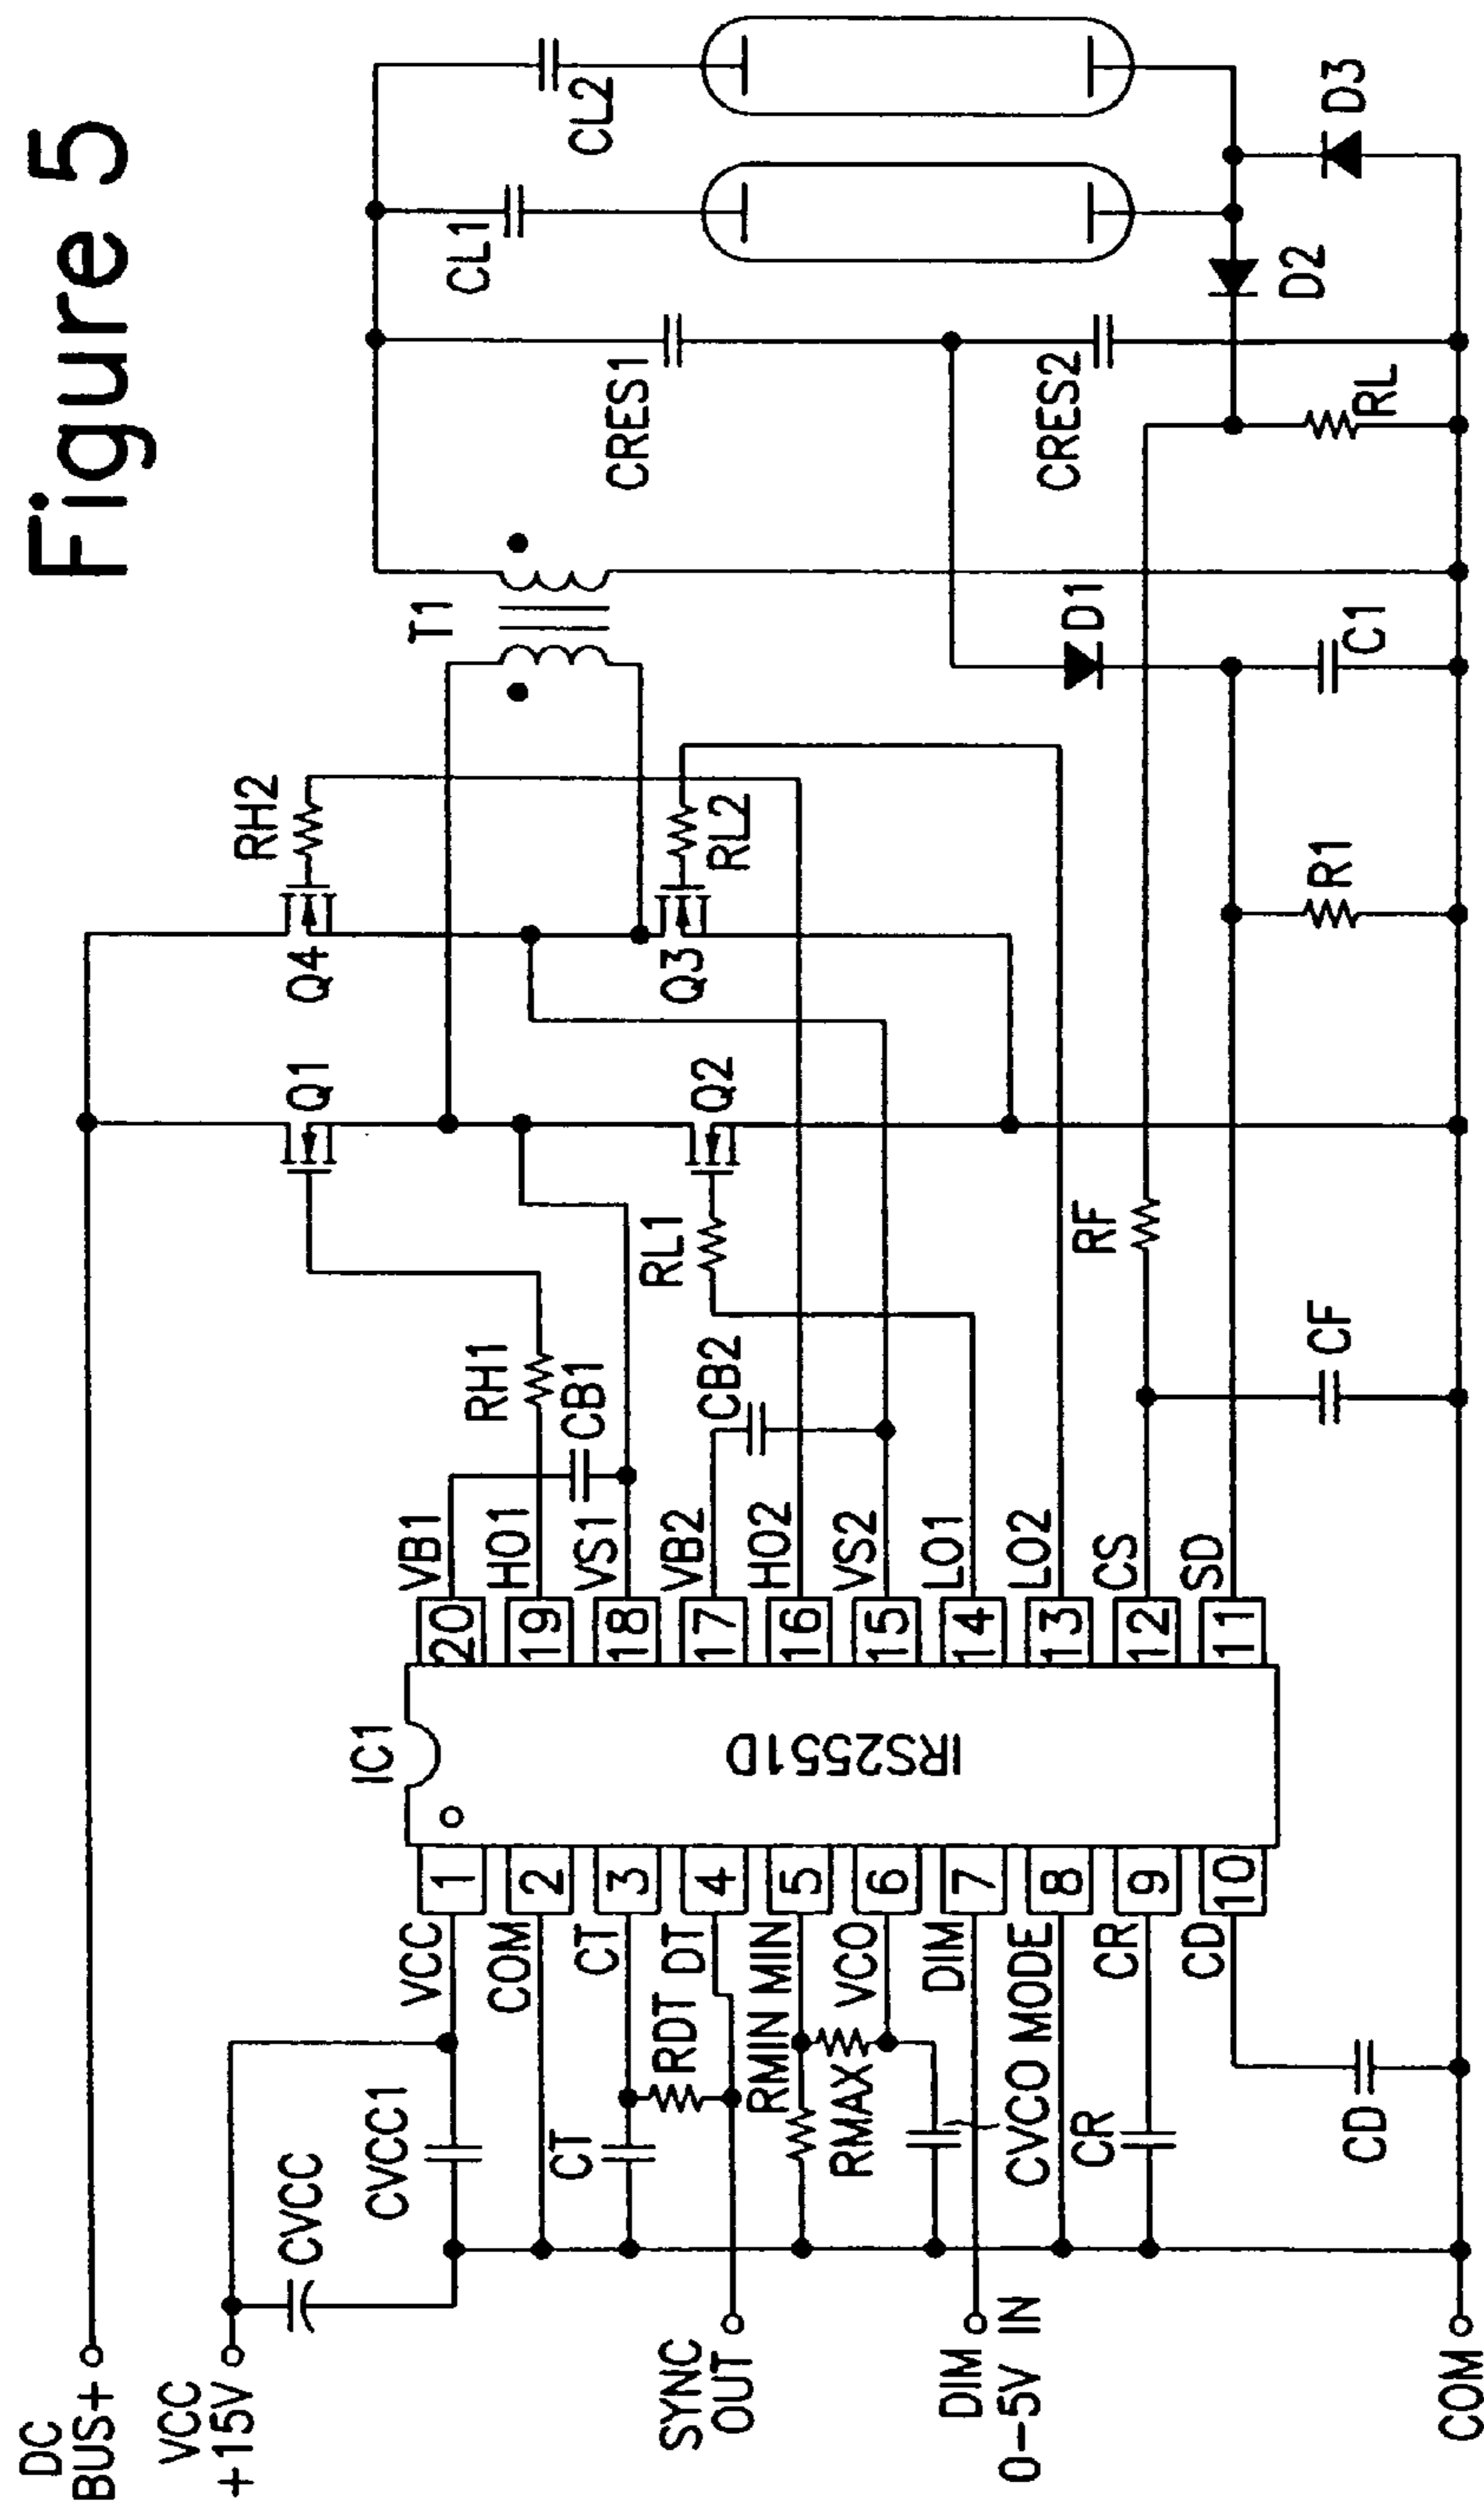 Figure 5
DC
BUS+
VCC
+15V
CVCC
CVCC1
SYNC
OUT
DIM
0-5V IN
COM
CT
RDT
RMIN
RMAX
CVCO
CR
CD
VCC
COM
CT
DT
MIN
VCO
DIM
MODE
CR
CD
1
2
3
4
5
6
7
8
9
10
IC1
IRS2551D
20
19
18
17
16
15
14
13
12
11
VB1
HO1
VS1
VB2
HO2
VS2
LO1
LO2
CS
SD
RH1
CB1
CB2
RL1
RF
CF
Q1
Q2
Q4
Q3
RH2
RL2
R1
T1
D1
C1
CRES1
CRES2
RL
CL1
CL2
D2
D3